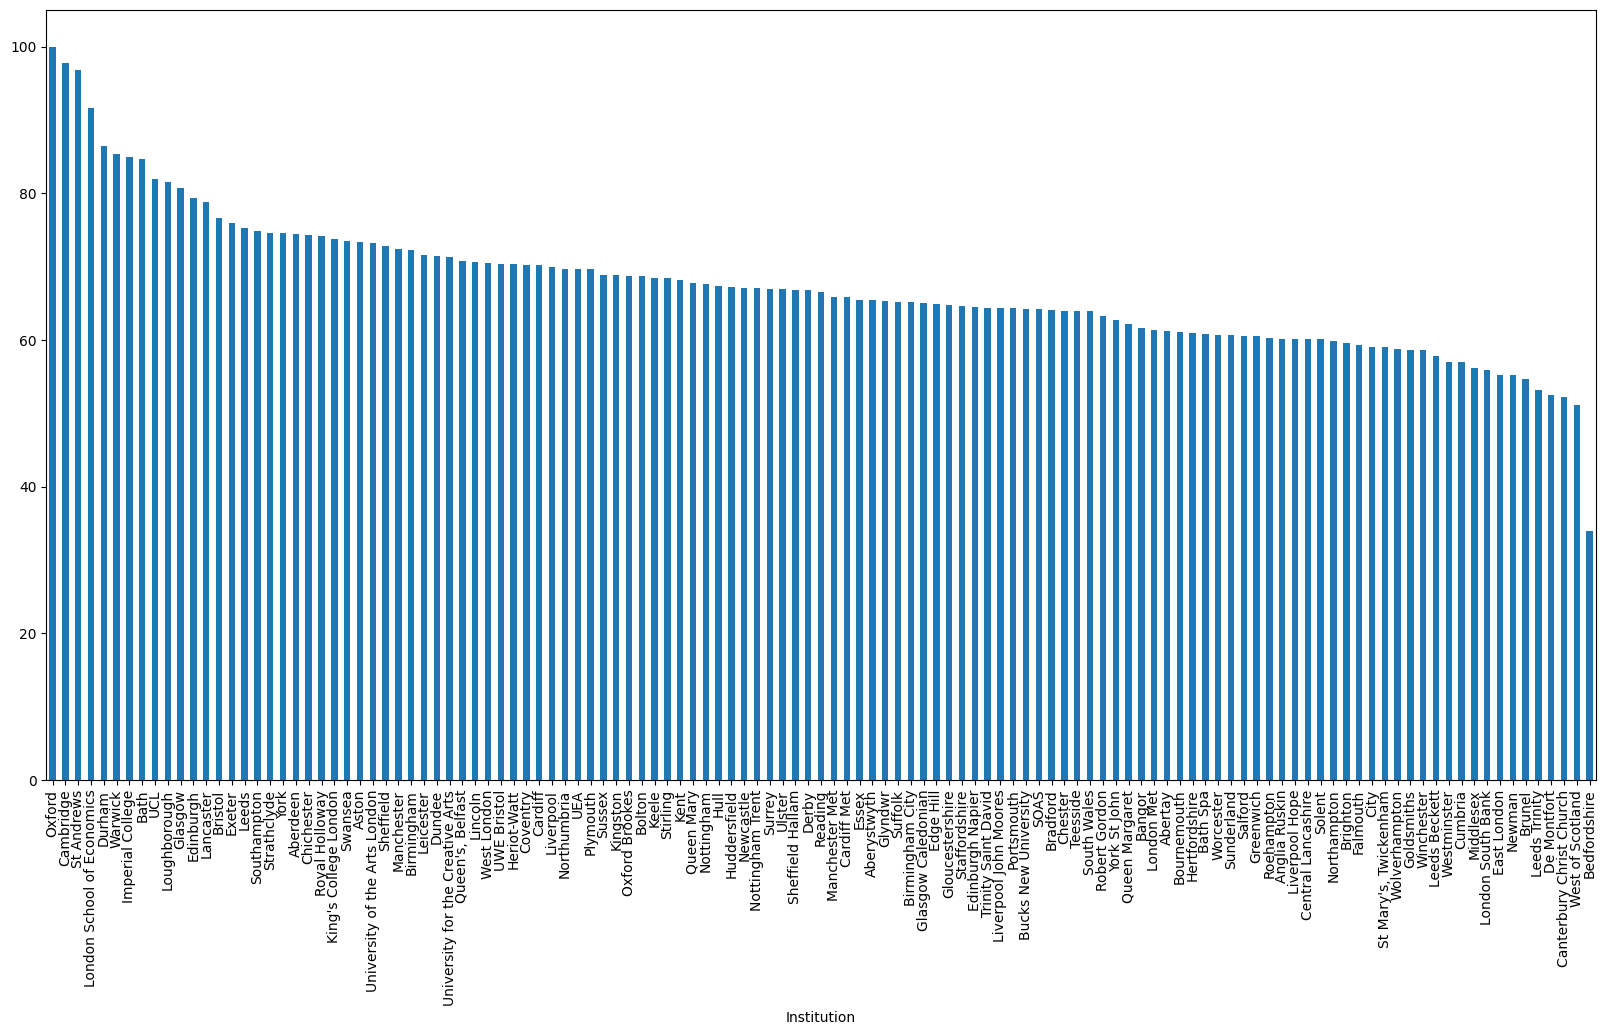 100
80
60
40
20
0
Oxford
Cambridge
St Andrews
London School of Economics
Durham
Warwick
Imperial College
Bath
UCL
Loughborough
Glasgow
Edinburgh
Lancaster
Bristol
Exeter
Leeds
Southampton
Strathclyde
York
Aberdeen
Chichester
Royal Holloway
King's College London
Swansea
Aston
University of the Arts London
Sheffield
Manchester
Birmingham
Leicester
Dundee
University for the Creative Arts
Queen's, Belfast
Lincoln
West London
UWE Bristol
Heriot-Watt
Coventry
Cardiff
Liverpool
Northumbria
UEA
Plymouth
Sussex
Kingston
Oxford Brookes
Bolton
Keele
Stirling
Kent
Queen Mary
Nottingham
Hull
Huddersfield
Newcastle
Nottingham Trent
Surrey
Ulster
Sheffield Hallam
Derby
Reading
Manchester Met
Cardiff Met
Essex
Aberystwyth
Glyndwr
Suffolk
Birmingham City
Glasgow Caledonian
Edge Hill
Gloucestershire
Staffordshire
Edinburgh Napier
Trinity Saint David
Liverpool John Moores
Portsmouth
Bucks New University
SOAS
Bradford
Chester
Teesside
South Wales
Robert Gordon
York St John
Queen Margaret
Bangor
London Met
Abertay
Bournemouth
Hertfordshire
Bath Spa
Worcester
Sunderland
Salford
Greenwich
Roehampton
Anglia Ruskin
Liverpool Hope
Central Lancashire
Solent
Northampton
Brighton
Falmouth
City
St Mary's, Twickenham
Wolverhampton
Goldsmiths
Winchester
Leeds Beckett
Westminster
Cumbria
Middlesex
London South Bank
East London
Newman
Brunel
Leeds Trinity
De Montfort
Canterbury Christ Church
West of Scotland
Bedfordshire
Institution